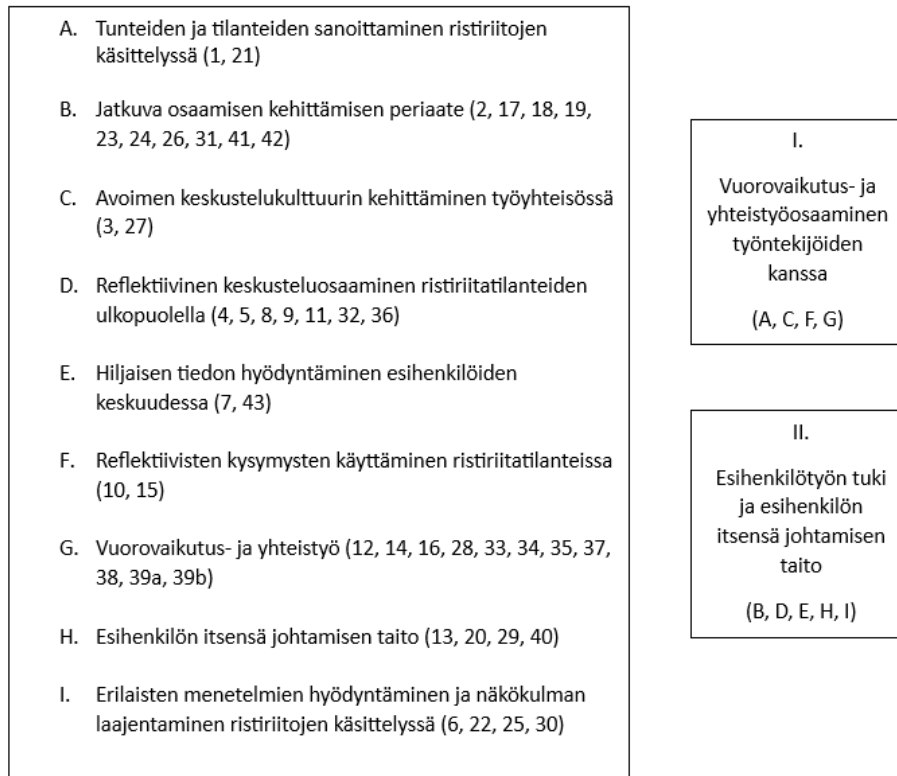 A. Tunteiden ja tilanteiden sanoittaminen ristiriitojen
käsittelyssä (1, 21)
B. Jatkuva osaamisen kehittämisen periaate (2, 17, 18, 19,
23, 24, 26, 31, 41, 42)
C. Avoimen keskustelukulttuurin kehittäminen työyhteisössä
(3, 27)
D. Reflektiivinen keskusteluosaaminen ristiriitatilanteiden
ulkopuolella (4, 5, 8, 9, 11, 32, 36)
E. Hiljaisen tiedon hyödyntäminen esihenkilöiden
keskuudessa (7, 43)
F. Reflektiivisten kysymysten käyttäminen ristiriitatilanteissa
(10, 15)
G. Vuorovaikutus- ja yhteistyö (12, 14, 16, 28, 33, 34, 35, 37,
38, 39a, 39b)
H. Esihenkilön itsensä johtamisen taito (13, 20, 29, 40)
I. Erilaisten menetelmien hyödyntäminen ja näkökulman
laajentaminen ristiriitojen käsittelyssä (6, 22, 25, 30)
I.
Vuorovaikutus- ja
yhteistyöosaaminen
työntekijöiden
kanssa
(A, C, F, G)
II.
Esihenkilötyön tuki
ja esihenkilön
itsensä johtamisen
taito
(B, D, E, H, I)